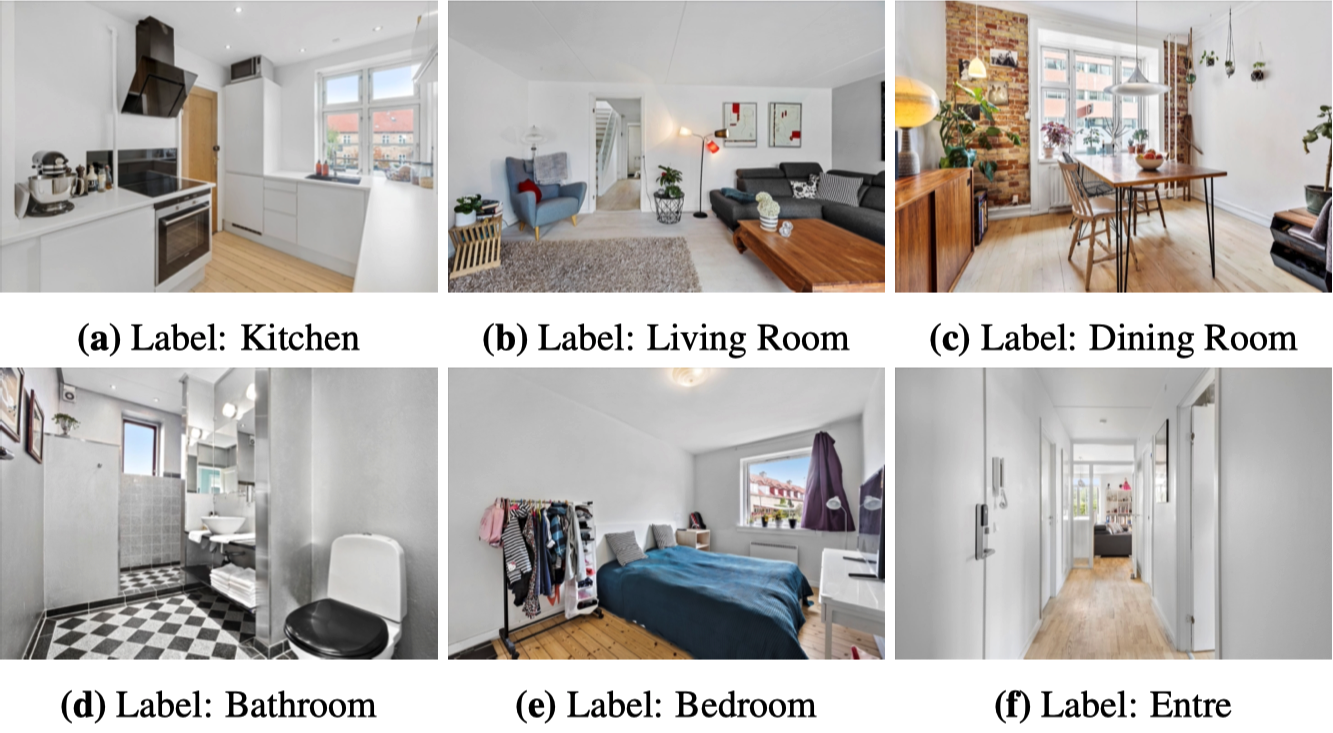 (a) Label: Kitchen
(b) Label: Living Room
(c) Label: Dining Room
(d) Label: Bathroom
(e) Label: Bedroom
(f) Label: Entre